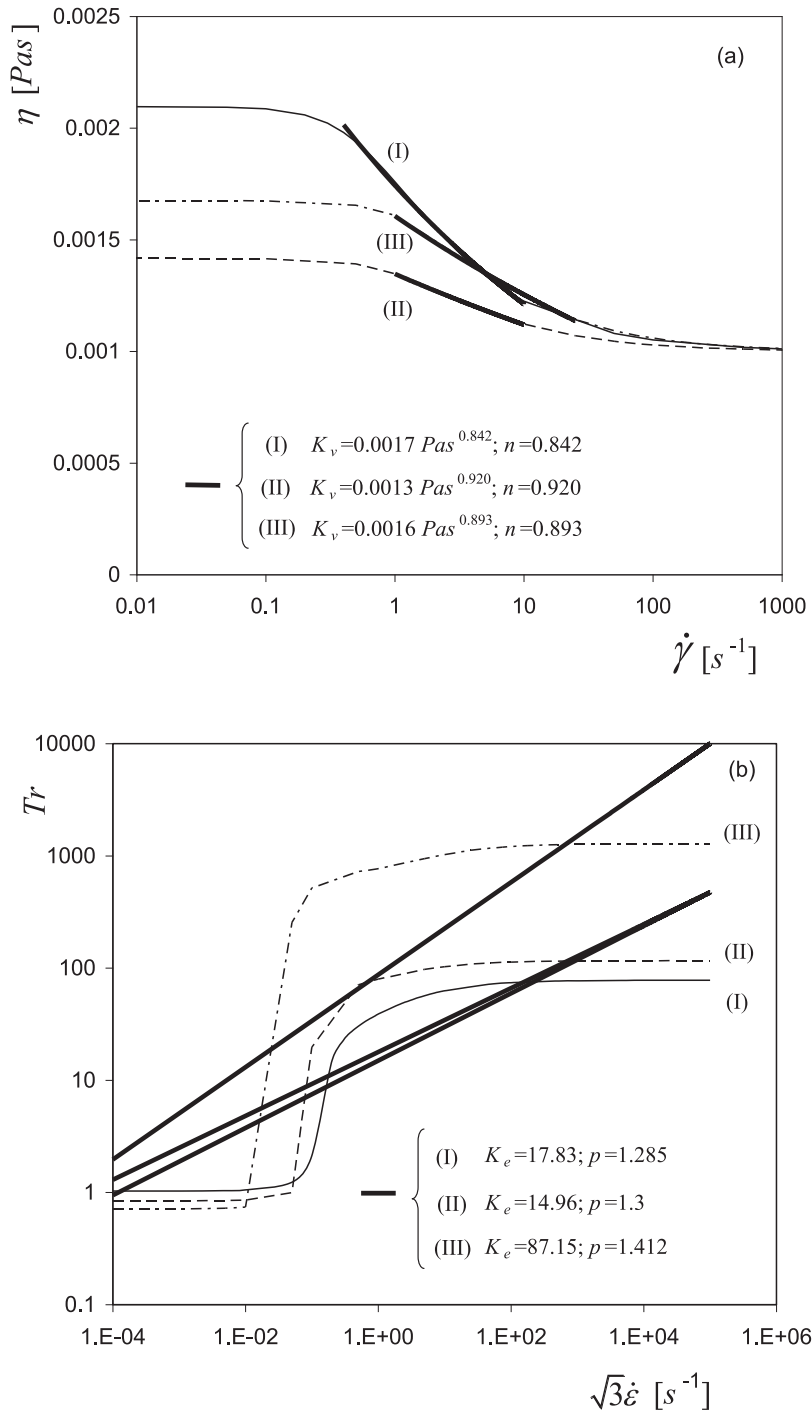 η [Pas]
(a)
0.0025
0.002
0.0015
0.001
0.0005
0
(I)
(III)
(II)
(I) K_v=0.0017 Pas^0.842; n=0.842
(II) K_v=0.0013 Pas^0.920; n=0.920
(III) K_v=0.0016 Pas^0.893; n=0.893
0.01 0.1 1 10 100 1000
γ̇ [s^-1]
Tr
(b)
10000
1000
100
10
1
0.1
(III)
(II)
(I)
(I) K_e=17.83; p=1.285
(II) K_e=14.96; p=1.3
(III) K_e=87.15; p=1.412
1.E-04 1.E-02 1.E+00 1.E+02 1.E+04 1.E+06
√3ε̇ [s^-1]